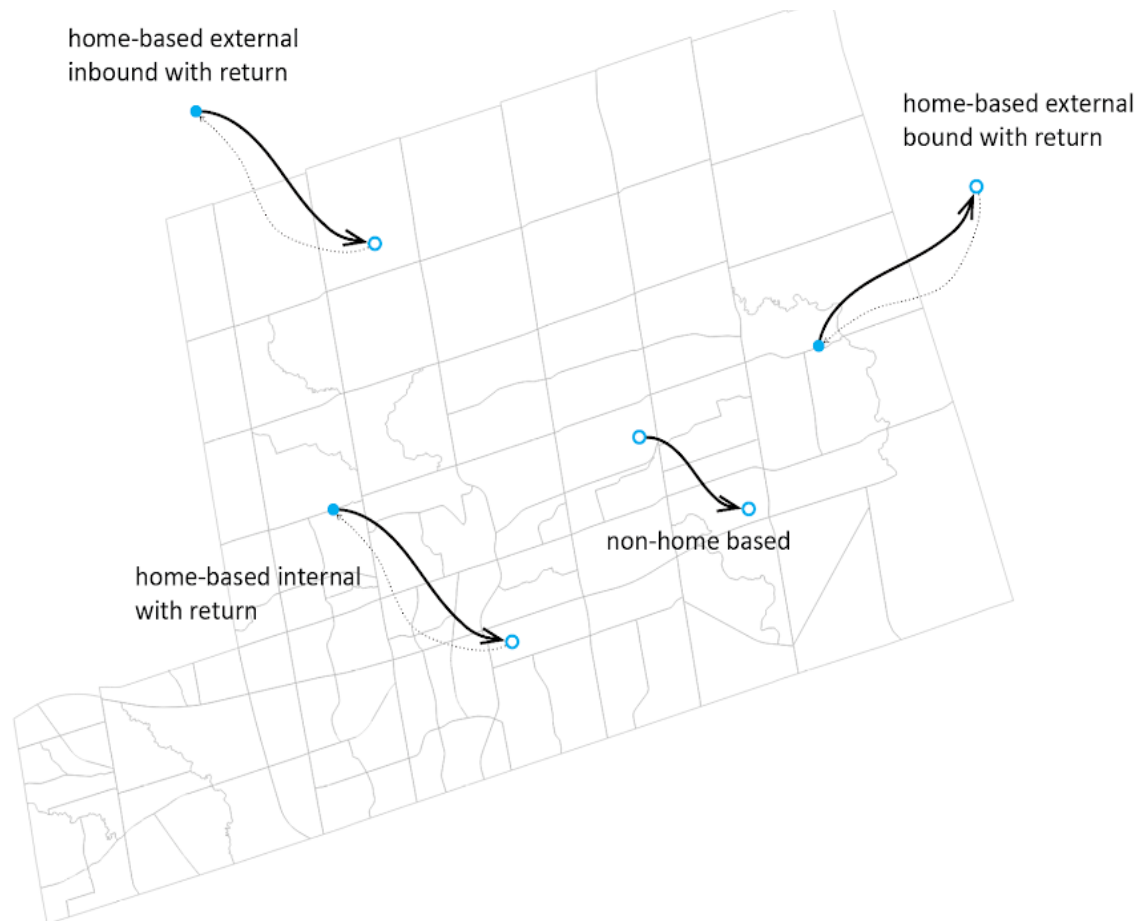 home-based external
inbound with return
home-based external
bound with return
non-home based
home-based internal
with return